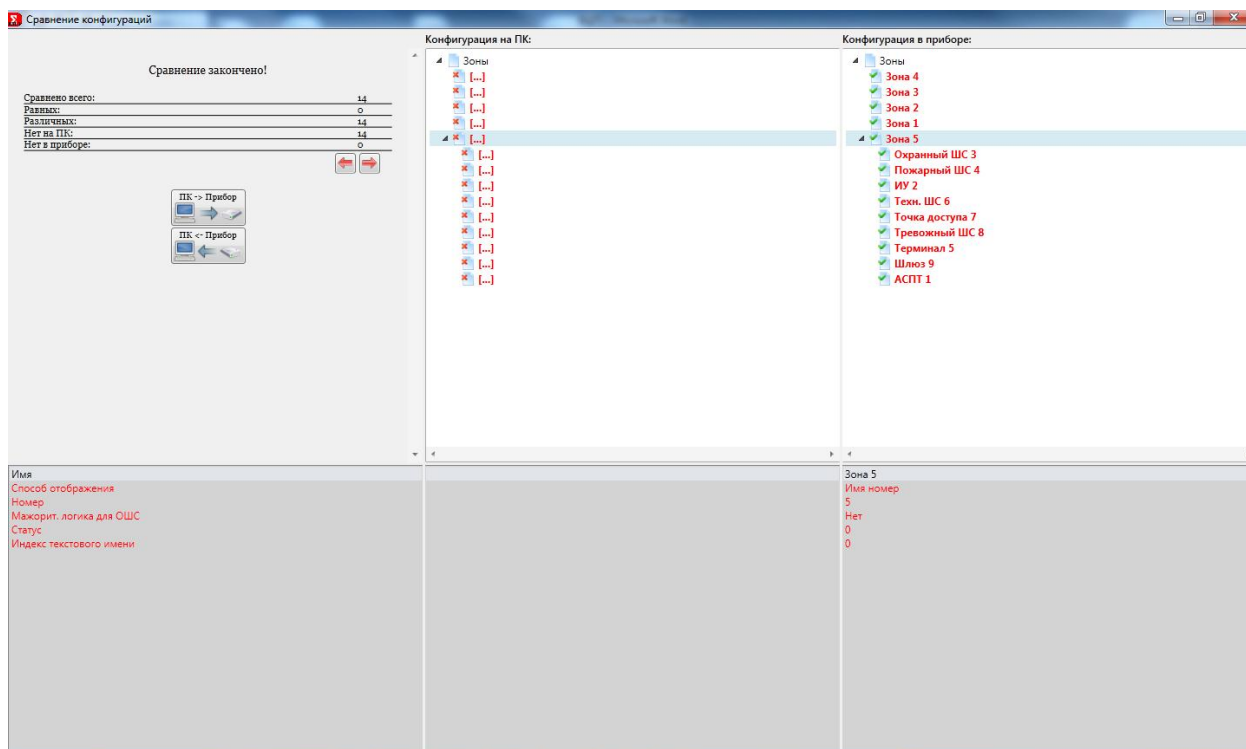 Сравнение конфигураций
Конфигурация на ПК:
Конфигурация в приборе:
Сравнение закончено!
Сравнено всего: 14
Равных: 0
Различных: 14
Нет на ПК: 14
Нет в приборе: 0
ПК -> Прибор
ПК <- Прибор
Зоны
[...]
[...]
[...]
[...]
[...]
[...]
[...]
[...]
[...]
[...]
[...]
[...]
[...]
[...]
Зоны
Зона 4
Зона 3
Зона 2
Зона 1
Зона 5
Охранный ШС 3
Пожарный ШС 4
ИУ 2
Техн. ШС 6
Точка доступа 7
Тревожный ШС 8
Терминал 5
Шлюз 9
АСПТ 1
Имя Зона 5
Способ отображения Имя номер
Номер 5
Мажорит. логика для ОШС Нет
Статус 0
Индекс текстового имени 0